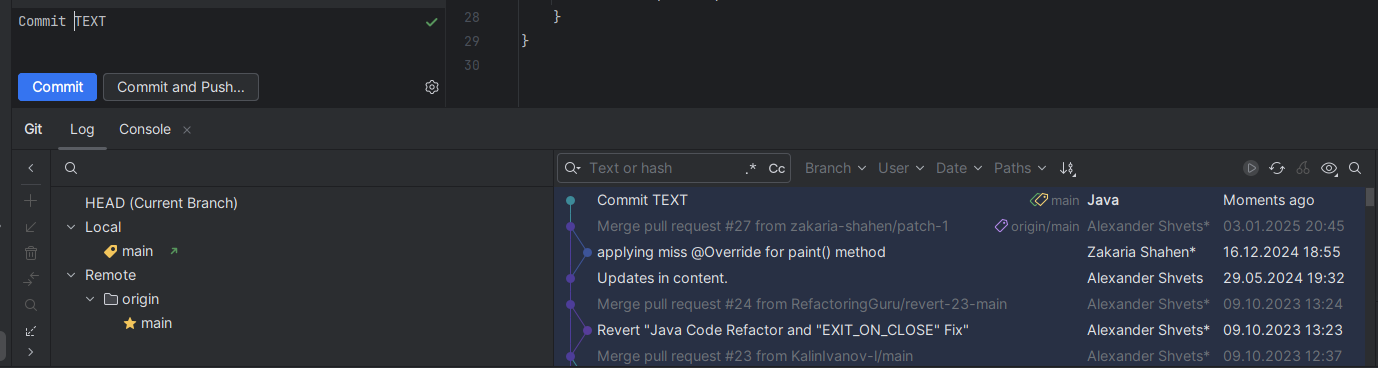 Commit TEXT
28 }
29 }
30
Commit Commit and Push...
Git Log Console
Text or hash .* Cc Branch User Date Paths
HEAD (Current Branch)
Local
main
Remote
origin
main
Commit TEXT main Java Moments ago
Merge pull request #27 from zakaria-shahen/patch-1 origin/main Alexander Shvets* 03.01.2025 20:45
applying miss @Override for paint() method Zakaria Shahen* 16.12.2024 18:55
Updates in content. Alexander Shvets 29.05.2024 19:32
Merge pull request #24 from RefactoringGuru/revert-23-main Alexander Shvets* 09.10.2023 13:24
Revert "Java Code Refactor and "EXIT_ON_CLOSE" Fix" Alexander Shvets* 09.10.2023 13:23
Merge pull request #23 from KalinIvanov-I/main Alexander Shvets* 09.10.2023 12:37